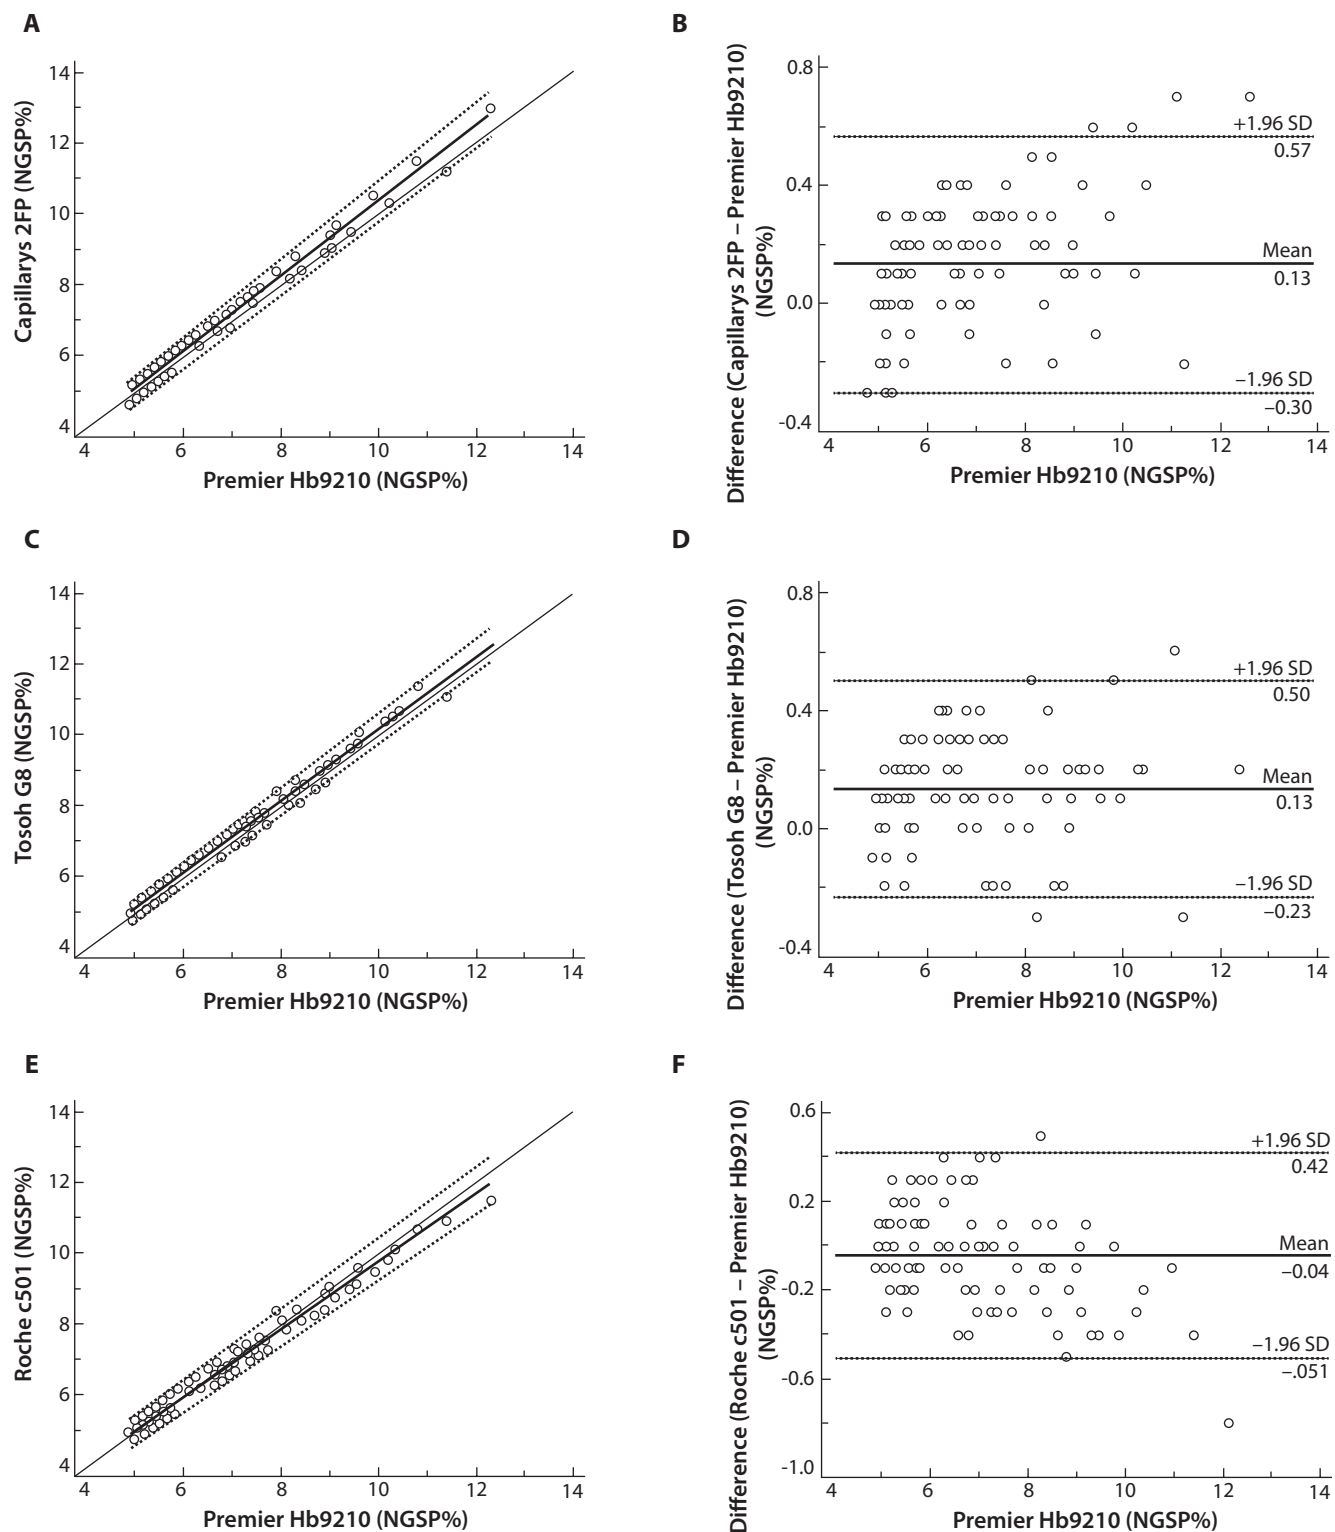 A
Capillarys 2FP (NGSP%)
14
12
10
8
6
4
4 6 8 10 12 14
Premier Hb9210 (NGSP%)
B
Difference (Capillarys 2FP – Premier Hb9210)
(NGSP%)
0.8
0.4
0.0
-0.4
+1.96 SD
0.57
Mean
0.13
−1.96 SD
−0.30
4 6 8 10 12 14
Premier Hb9210 (NGSP%)
C
Tosoh G8 (NGSP%)
14
12
10
8
6
4
4 6 8 10 12 14
Premier Hb9210 (NGSP%)
D
Difference (Tosoh G8 – Premier Hb9210)
(NGSP%)
0.8
0.4
0.0
-0.4
+1.96 SD
0.50
Mean
0.13
−1.96 SD
−0.23
4 6 8 10 12 14
Premier Hb9210 (NGSP%)
E
Roche c501 (NGSP%)
14
12
10
8
6
4
4 6 8 10 12 14
Premier Hb9210 (NGSP%)
F
Difference (Roche c501 – Premier Hb9210)
(NGSP%)
0.6
0.2
-0.2
-0.6
-1.0
+1.96 SD
0.42
Mean
−0.04
−1.96 SD
−.051
4 6 8 10 12 14
Premier Hb9210 (NGSP%)